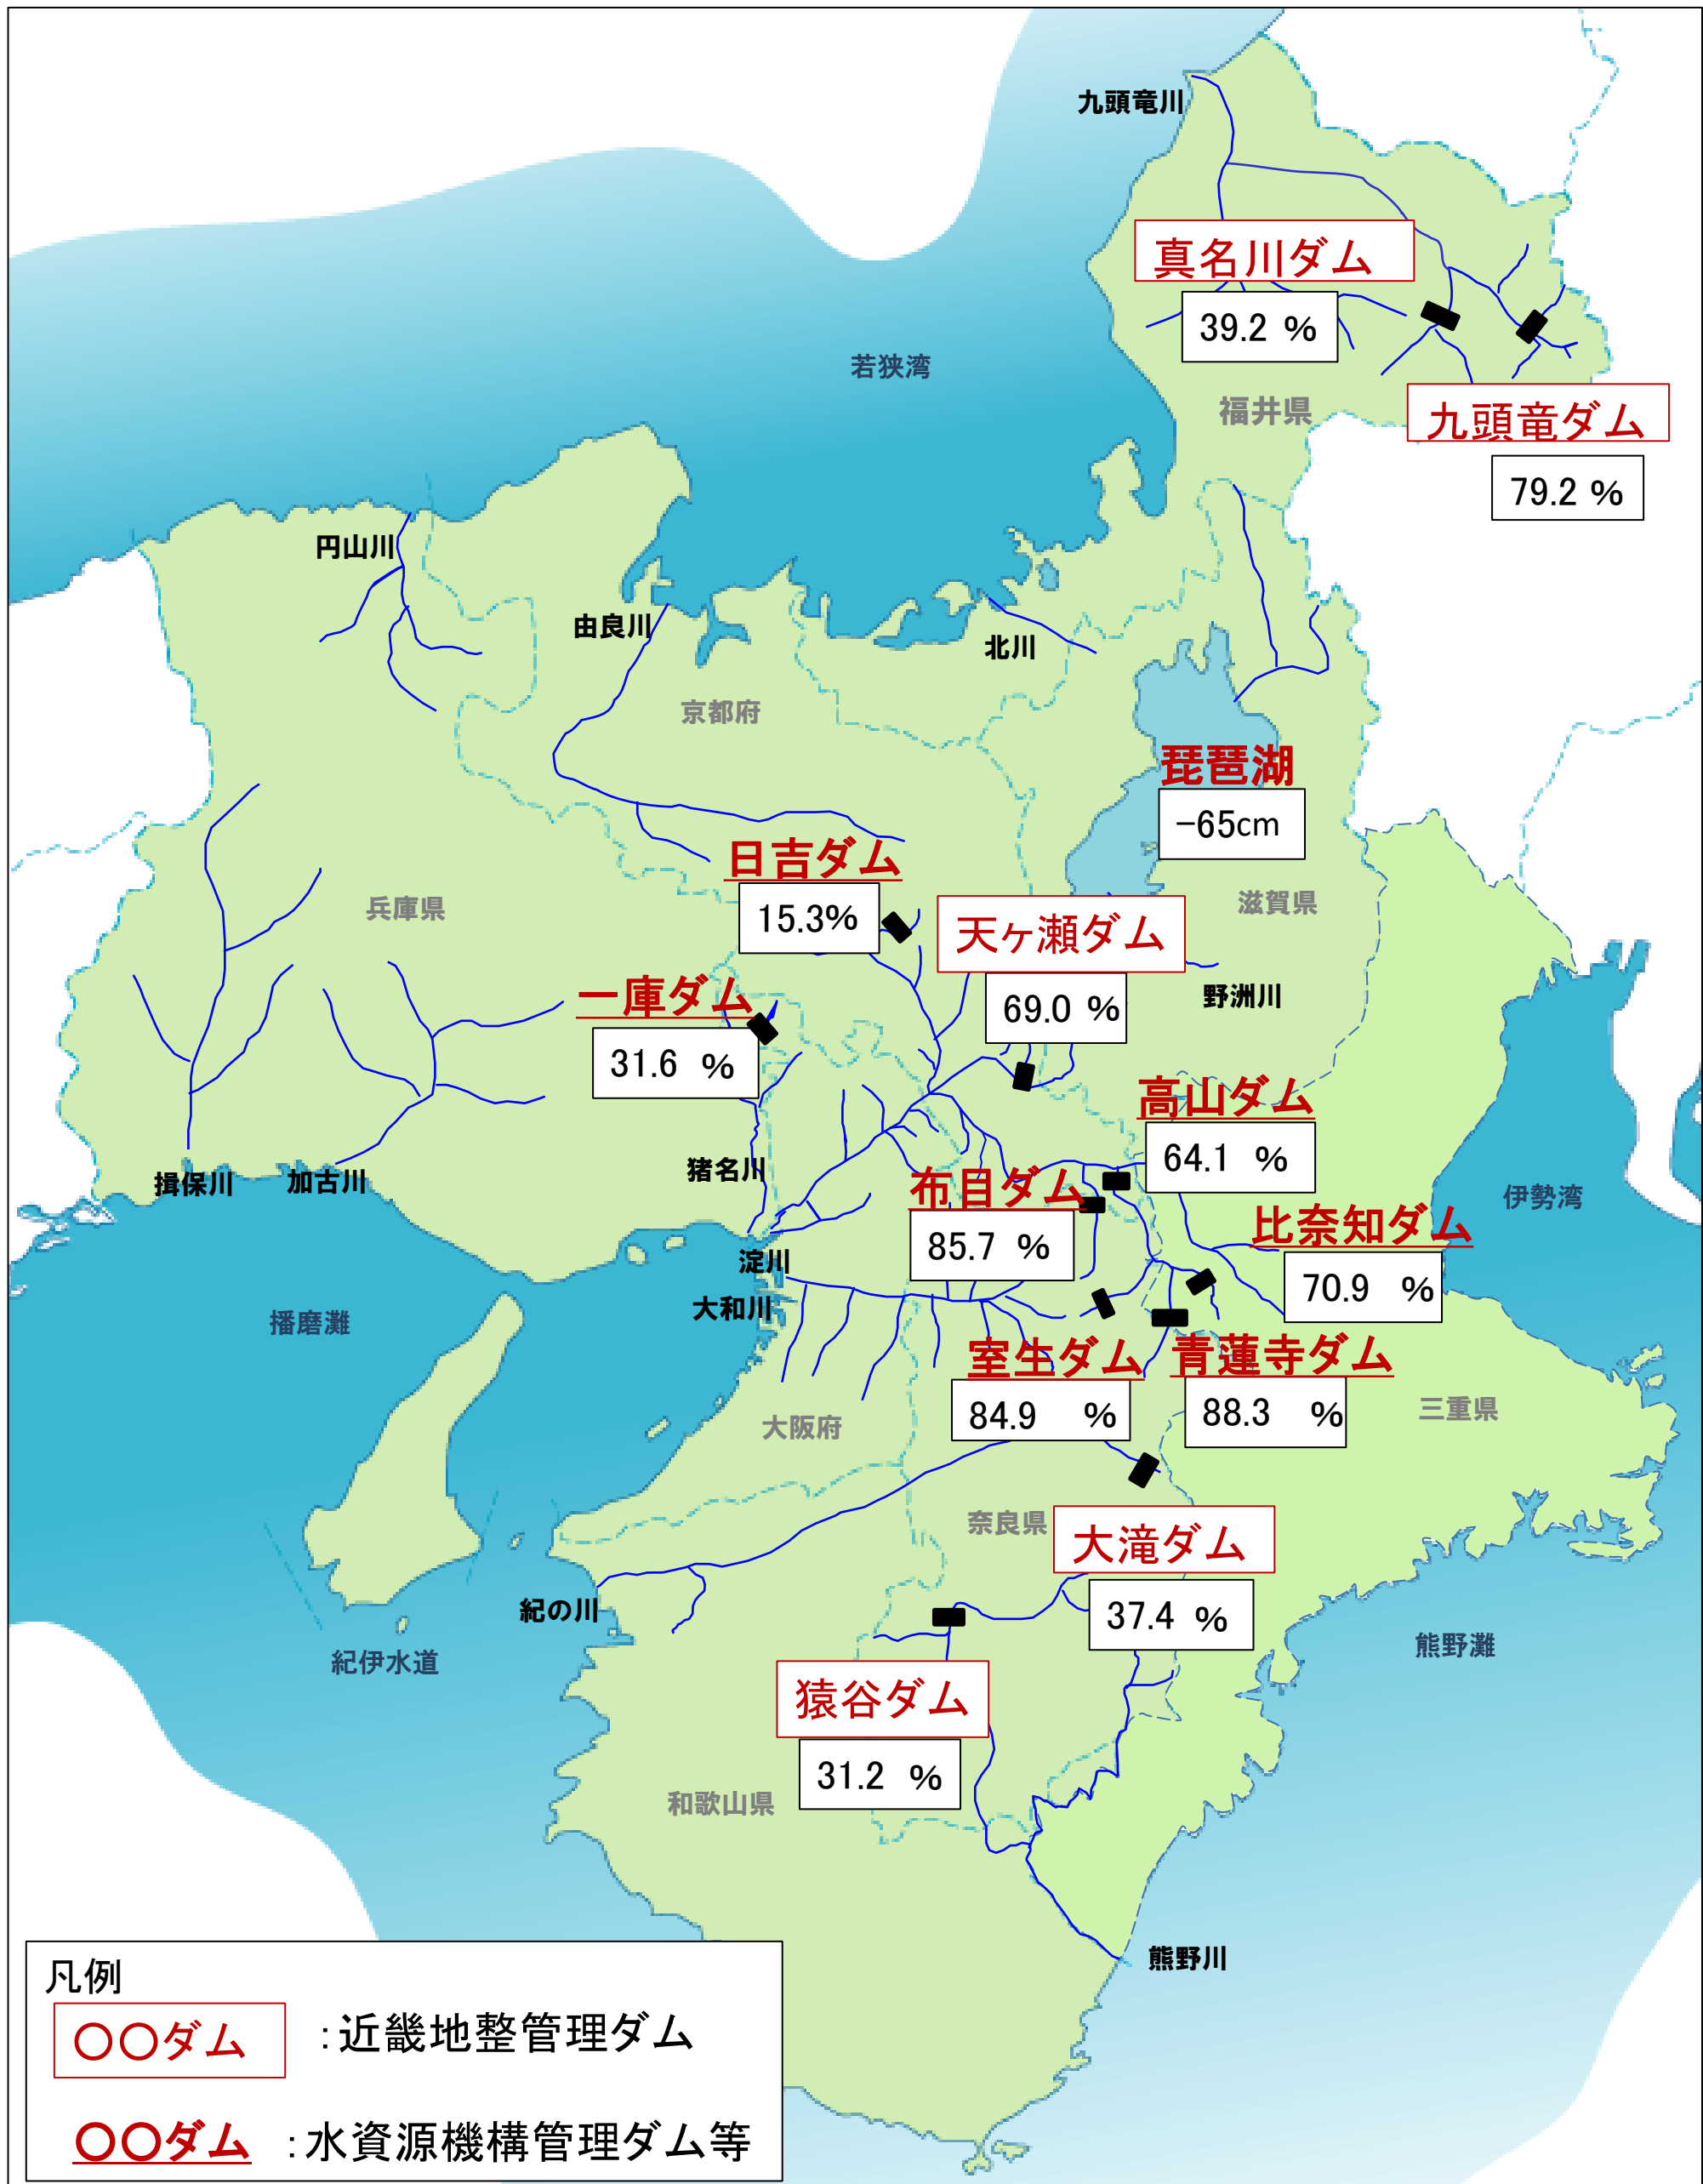 九頭竜川
真名川ダム
39.2 %
若狭湾
福井県
九頭竜ダム
79.2 %
円山川
由良川
北川
京都府
琵琶湖
-65cm
日吉ダム
15.3%
兵庫県
滋賀県
天ヶ瀬ダム
69.0 %
野洲川
一庫ダム
31.6 %
高山ダム
64.1 %
猪名川
揖保川
加古川
布目ダム
85.7 %
伊勢湾
比奈知ダム
70.9 %
淀川
大和川
播磨灘
室生ダム
84.9 %
青蓮寺ダム
88.3 %
三重県
大阪府
奈良県
大滝ダム
37.4 %
紀の川
紀伊水道
熊野灘
猿谷ダム
31.2 %
和歌山県
熊野川
凡例
〇〇ダム :近畿地整管理ダム
〇〇ダム :水資源機構管理ダム等